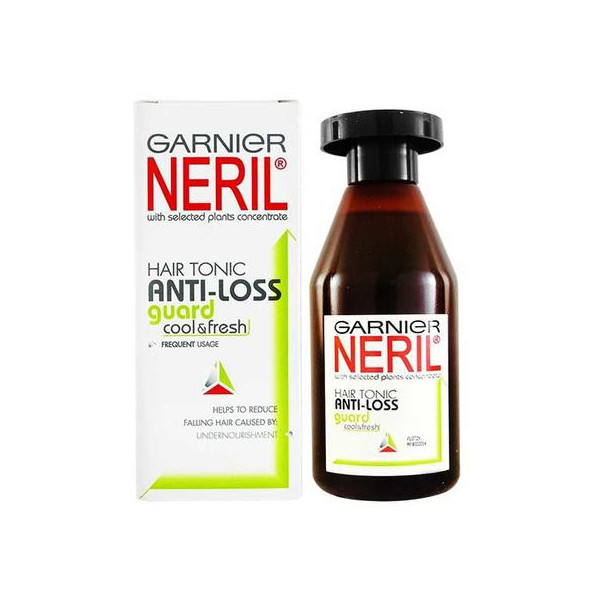 GARNIER
NERIL®
with selected plants concentrate
HAIR TONIC
ANTI-LOSS
guard
cool&fresh
FREQUENT USAGE
HELPS TO REDUCE
FALLING HAIR CAUSED BY:
UNDERNOURISHMENT
GARNIER
NERIL®
with selected plants concentrate
HAIR TONIC
ANTI-LOSS
guard
cool&fresh